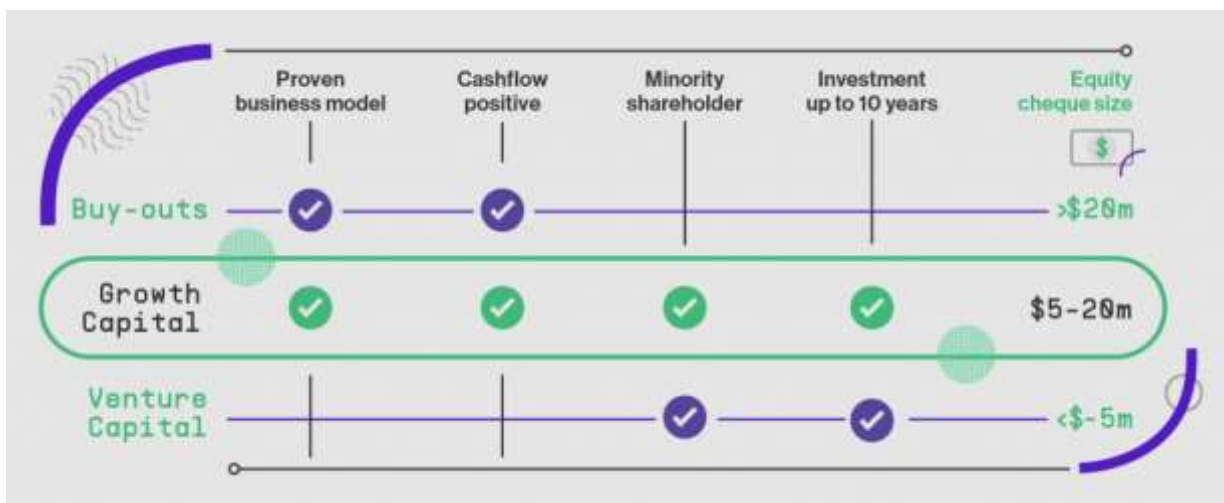 Proven
business model
Cashflow
positive
Minority
shareholder
Investment
up to 10 years
Equity
cheque size
$
Buy-outs
>$20m
Growth
Capital
$5-20m
Venture
Capital
<$-5m